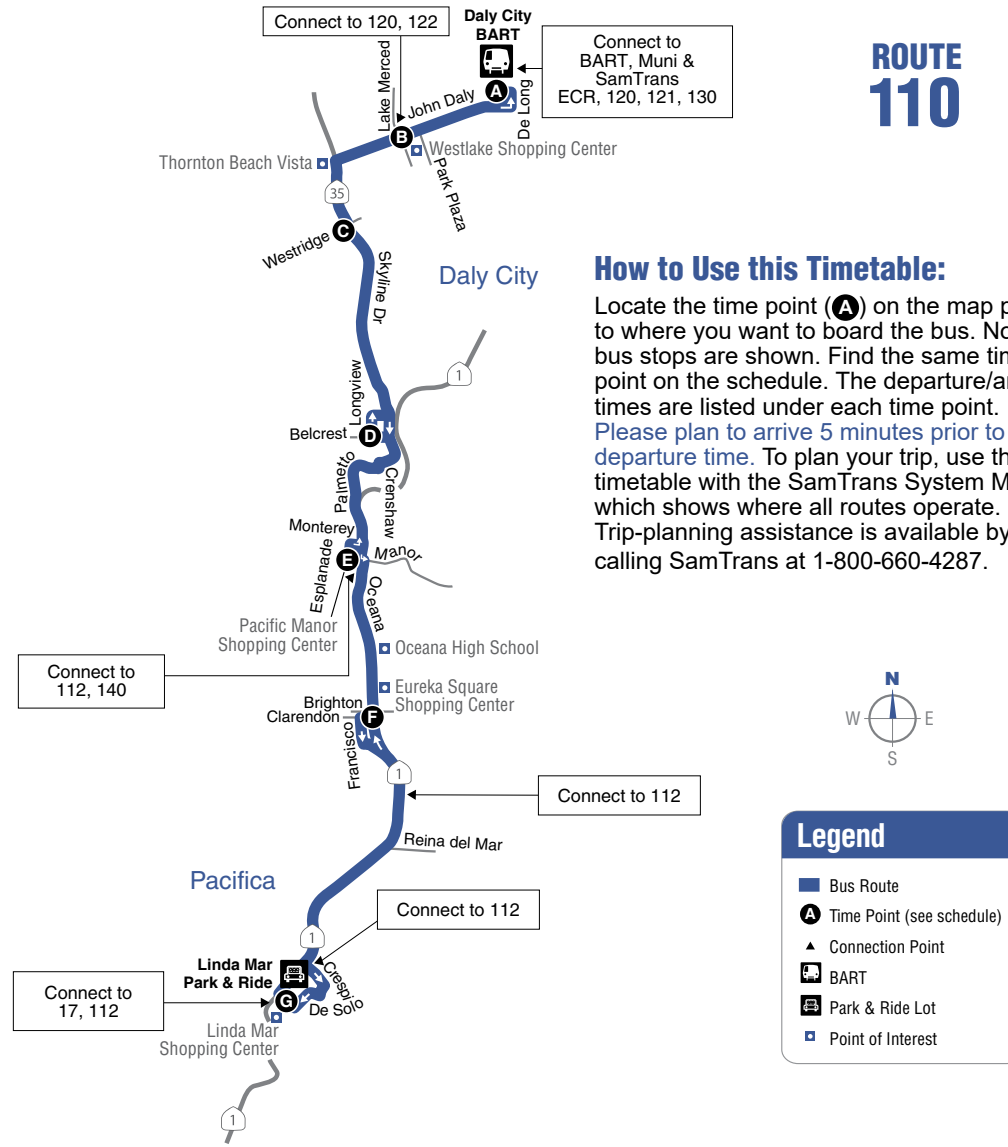 Connect to 120, 122
Daly City
BART
Connect to
BART, Muni &
SamTrans
ECR, 120, 121, 130
ROUTE
110
Lake Merced
John Daly
A
De Long
B
Westlake Shopping Center
Park Plaza
Thornton Beach Vista
35
C
Westridge
Skyline Dr
Daly City
1
Longview
Belcrest
D
Palmetto
Crenshaw
Monterey
Manor
E
Esplanade
Oceana
Pacific Manor
Shopping Center
Oceana High School
Connect to
112, 140
Eureka Square
Shopping Center
Brighton
Clarendon
F
Francisco
1
Connect to 112
Reina del Mar
Pacifica
Connect to 112
1
Linda Mar
Park & Ride
Crespi
G
De Solo
Connect to
17, 112
Linda Mar
Shopping Center
1
How to Use this Timetable:
Locate the time point (A) on the map p
to where you want to board the bus. No
bus stops are shown. Find the same tim
point on the schedule. The departure/ar
times are listed under each time point.
Please plan to arrive 5 minutes prior to
departure time. To plan your trip, use th
timetable with the SamTrans System M
which shows where all routes operate.
Trip-planning assistance is available by
calling SamTrans at 1-800-660-4287.
N
W
E
S
Legend
Bus Route
A Time Point (see schedule)
Connection Point
BART
Park & Ride Lot
Point of Interest